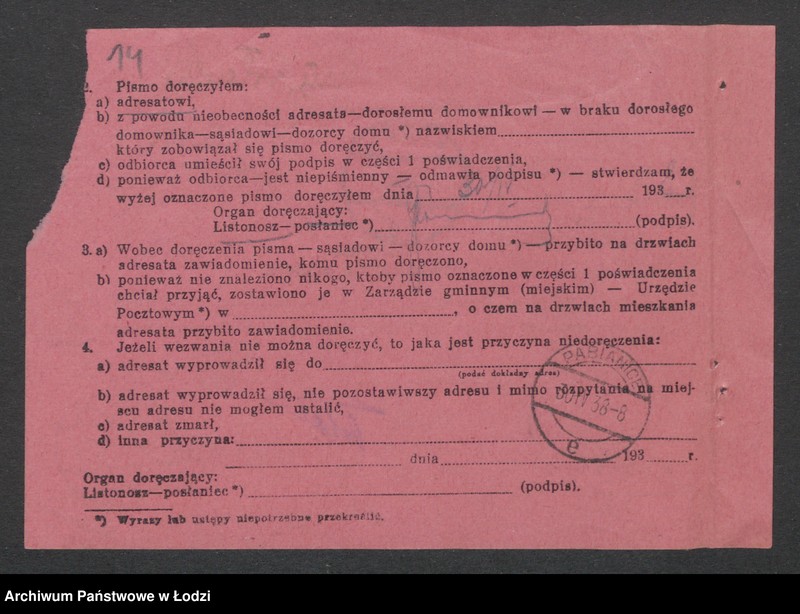 14
2. Pismo doręczyłem:
a) adresatowi,
b) z powodu nieobecności adresata—dorosłemu domownikowi — w braku dorosłego
domownika—sąsiadowi—dozorcy domu *) nazwiskiem
który zobowiązał się pismo doręczyć,
c) odbiorca umieścił swój podpis w części 1 poświadczenia,
d) ponieważ odbiorca—jest niepiśmienny — odmawia podpisu *) — stwierdzam, że
wyżej oznaczone pismo doręczyłem dnia 30/IV 193 r.
Organ doręczający:
Listonosz—posłaniec *) (podpis).
3. a) Wobec doręczenia pisma — sąsiadowi — dozorcy domu *) — przybito na drzwiach
adresata zawiadomienie, komu pismo doręczono,
b) ponieważ nie znaleziono nikogo, ktoby pismo oznaczone w części 1 poświadczenia
chciał przyjąć, zostawiono je w Zarządzie gminnym (miejskim) — Urzędzie
Pocztowym *) w , o czem na drzwiach mieszkania
adresata przybito zawiadomienie.
4. Jeżeli wezwania nie można doręczyć, to jaka jest przyczyna niedoręczenia:
a) adresat wyprowadził się do
(podać dokładny adres)
b) adresat wyprowadził się, nie pozostawiwszy adresu i mimo rozpytania na miej-
scu adresu nie mogłem ustalić,
c) adresat zmarł,
d) inna przyczyna:
dnia 193 r.
Organ doręczający:
Listonosz—posłaniec *) (podpis).
*) Wyrazy lub ustępy niepotrzebne przekreślić.
PABIANICE
30 IV 38-8
e
Archiwum Państwowe w Łodzi